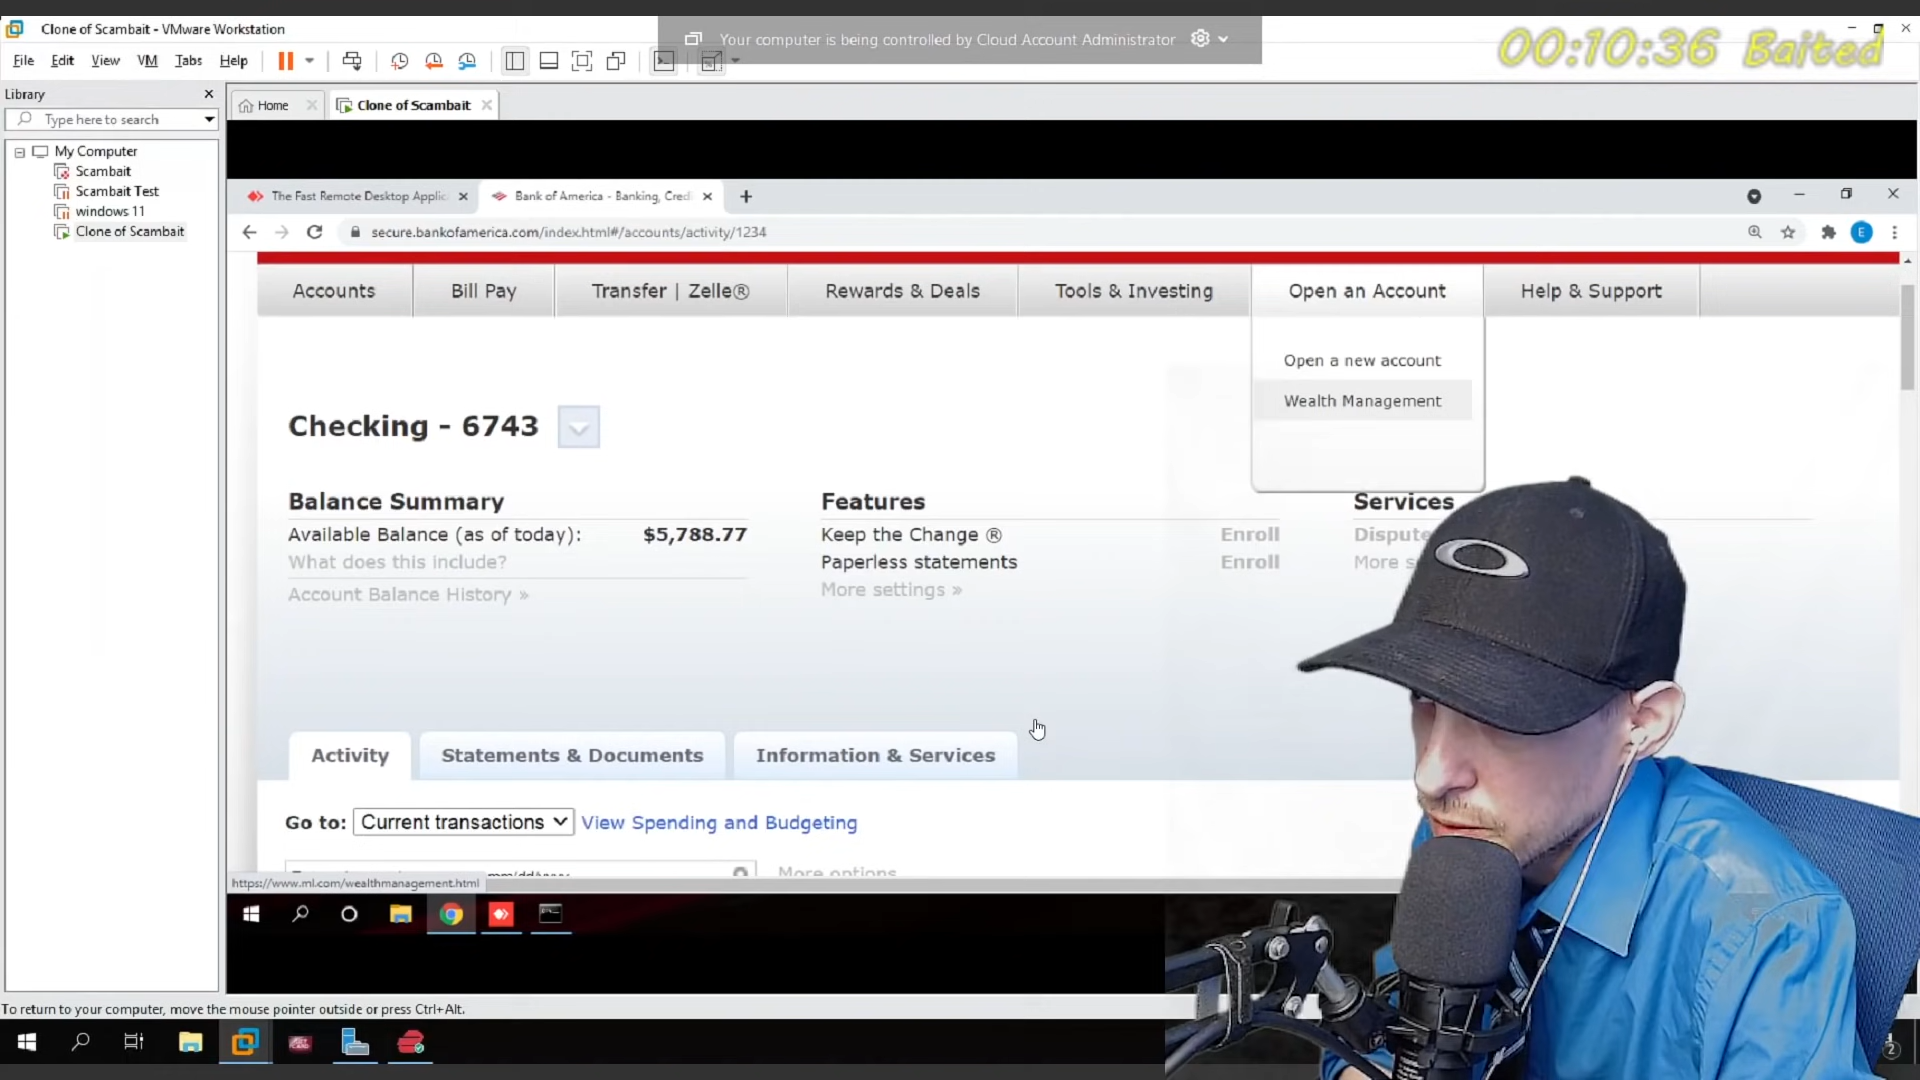 Clone of Scambait - VMware Workstation
Your computer is being controlled by Cloud Account Administrator
00:10:36 Baited
File Edit View VM Tabs Help
Library
Home
Clone of Scambait
Type here to search
My Computer
Scambait
Scambait Test
windows 11
Clone of Scambait
The Fast Remote Desktop Applic
Bank of America - Banking, Cred
secure.bankofamerica.com/index.html#/accounts/activity/1234
E
Accounts
Bill Pay
Transfer | Zelle®
Rewards & Deals
Tools & Investing
Open an Account
Help & Support
Open a new account
Wealth Management
Checking - 6743
Balance Summary
Available Balance (as of today): $5,788.77
What does this include?
Account Balance History »
Features
Keep the Change ® Enroll
Paperless statements Enroll
More settings »
Services
Dispute
More s
Activity
Statements & Documents
Information & Services
Go to: Current transactions View Spending and Budgeting
More options
https://www.ml.com/wealthmanagement.html
To return to your computer, move the mouse pointer outside or press Ctrl+Alt.
2